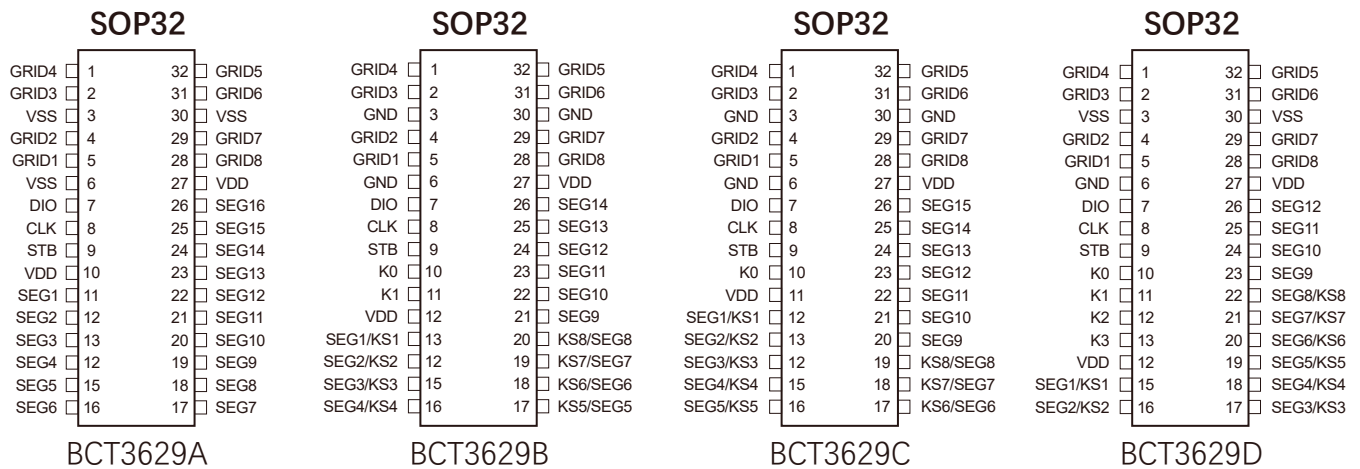 SOP32 SOP32 SOP32 SOP32
GRID4 1 32 GRID5 GRID4 1 32 GRID5 GRID4 1 32 GRID5 GRID4 1 32 GRID5
GRID3 2 31 GRID6 GRID3 2 31 GRID6 GRID3 2 31 GRID6 GRID3 2 31 GRID6
VSS 3 30 VSS GND 3 30 GND GND 3 30 GND VSS 3 30 VSS
GRID2 4 29 GRID7 GRID2 4 29 GRID7 GRID2 4 29 GRID7 GRID2 4 29 GRID7
GRID1 5 28 GRID8 GRID1 5 28 GRID8 GRID1 5 28 GRID8 GRID1 5 28 GRID8
VSS 6 27 VDD GND 6 27 VDD GND 6 27 VDD GND 6 27 VDD
DIO 7 26 SEG16 DIO 7 26 SEG14 DIO 7 26 SEG15 DIO 7 26 SEG12
CLK 8 25 SEG15 CLK 8 25 SEG13 CLK 8 25 SEG14 CLK 8 25 SEG11
STB 9 24 SEG14 STB 9 24 SEG12 STB 9 24 SEG13 STB 9 24 SEG10
VDD 10 23 SEG13 K0 10 23 SEG11 K0 10 23 SEG12 K0 10 23 SEG9
SEG1 11 22 SEG12 K1 11 22 SEG10 VDD 11 22 SEG11 K1 11 22 SEG8/KS8
SEG2 12 21 SEG11 VDD 12 21 SEG9 SEG1/KS1 12 21 SEG10 K2 12 21 SEG7/KS7
SEG3 13 20 SEG10 SEG1/KS1 13 20 KS8/SEG8 SEG2/KS2 13 20 SEG9 K3 13 20 SEG6/KS6
SEG4 12 19 SEG9 SEG2/KS2 12 19 KS7/SEG7 SEG3/KS3 12 19 KS8/SEG8 VDD 12 19 SEG5/KS5
SEG5 15 18 SEG8 SEG3/KS3 15 18 KS6/SEG6 SEG4/KS4 15 18 KS7/SEG7 SEG1/KS1 15 18 SEG4/KS4
SEG6 16 17 SEG7 SEG4/KS4 16 17 KS5/SEG5 SEG5/KS5 16 17 KS6/SEG6 SEG2/KS2 16 17 SEG3/KS3
BCT3629A BCT3629B BCT3629C BCT3629D